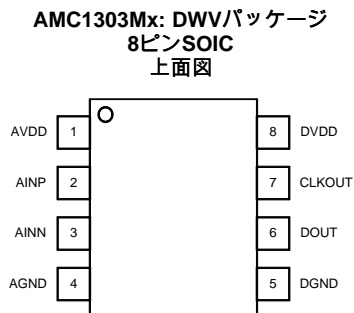 AMC1303Mx: DWVパッケージ
8ピンSOIC
上面図
AVDD 1 8 DVDD
AINP 2 7 CLKOUT
AINN 3 6 DOUT
AGND 4 5 DGND